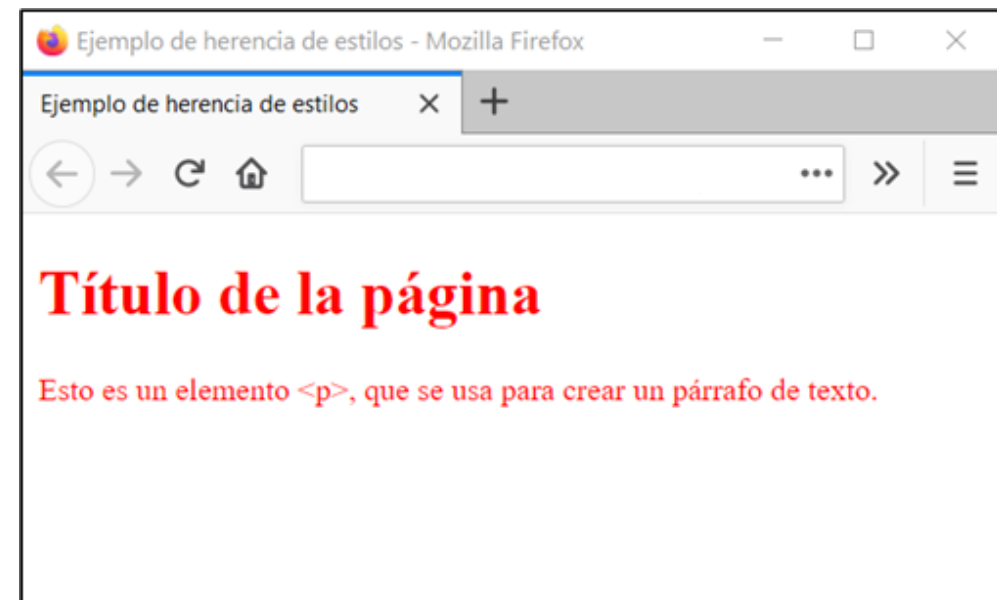 Ejemplo de herencia de estilos - Mozilla Firefox
Ejemplo de herencia de estilos
Título de la página
Esto es un elemento <p>, que se usa para crear un párrafo de texto.